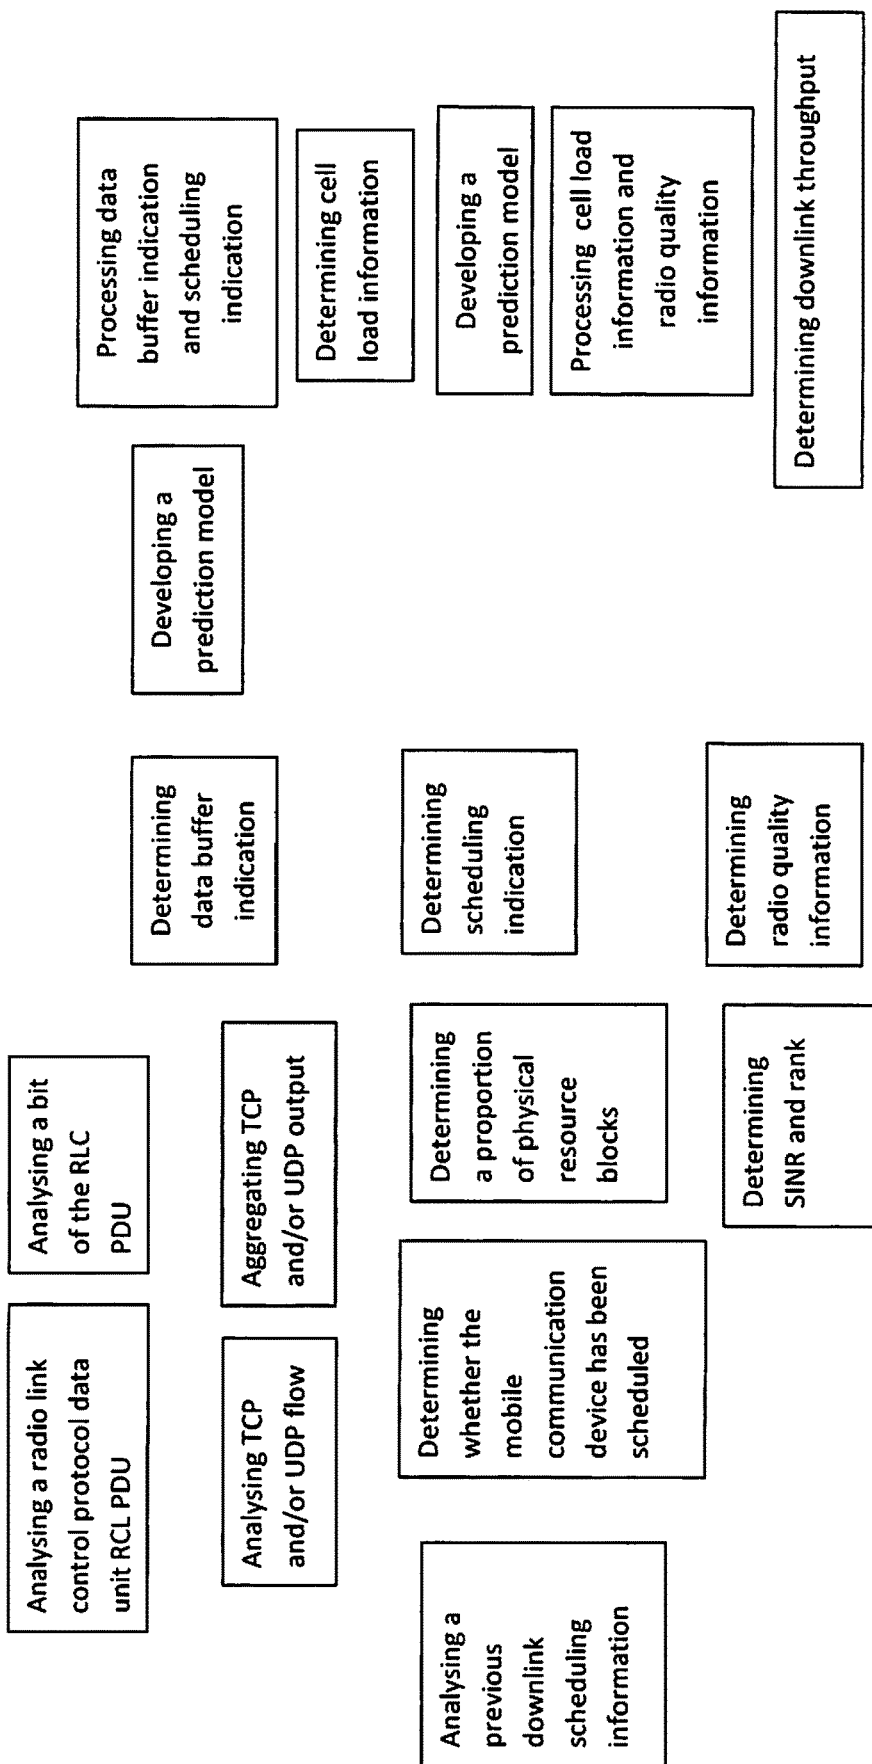 Analysing a radio link
control protocol data
unit RCL PDU
Analysing a bit
of the RLC
PDU
Analysing TCP
and/or UDP flow
Aggregating TCP
and/or UDP output
Determining
data buffer
indication
Developing a
prediction model
Processing data
buffer indication
and scheduling
indication
Analysing a
previous
downlink
scheduling
information
Determining
whether the
mobile
communication
device has been
scheduled
Determining
a proportion
of physical
resource
blocks
Determining
scheduling
indication
Determining cell
load information
Developing a
prediction model
Determining
SINR and rank
Determining
radio quality
information
Processing cell load
information and
radio quality
information
Determining downlink throughput